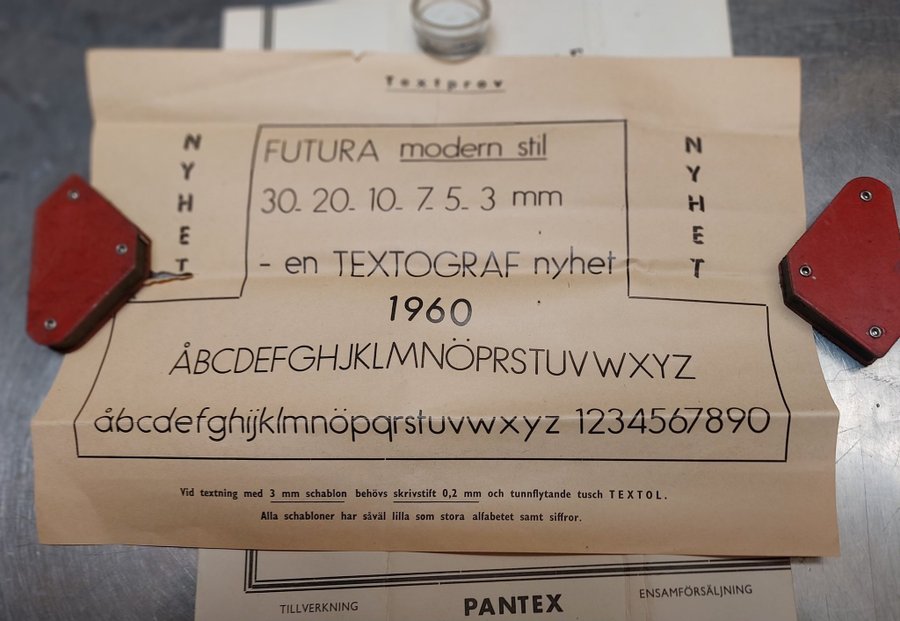 Textprov
NYHET
FUTURA modern stil
30- 20- 10- 7- 5- 3 mm
- en TEXTOGRAF nyhet
NYHET
1960
ÅBCDEFGHJKLMNÖPRSTUVWXYZ
åbcdefghijklmnöpqrstuvwxyz 1234567890
Vid textning med 3 mm schablon behövs skrivstift 0,2 mm och tunnflytande tusch TEXTOL.
Alla schabloner har såväl lilla som stora alfabetet samt siffror.
TILLVERKNING
PANTEX
ENSAMFÖRSÄLJNING